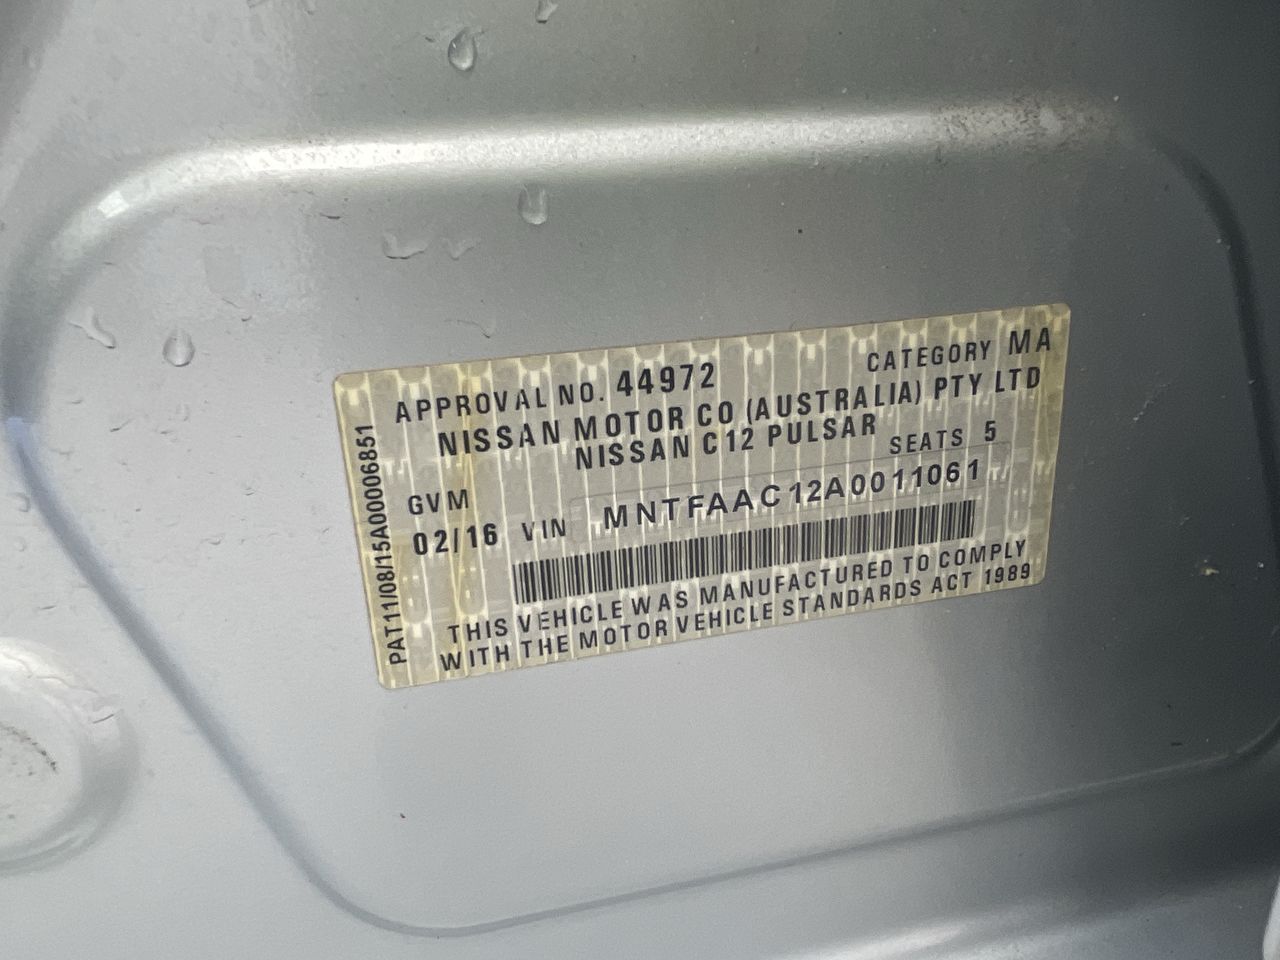 APPROVAL NO. 44972 CATEGORY MA
NISSAN MOTOR CO (AUSTRALIA) PTY LTD
NISSAN C12 PULSAR
SEATS 5
GVM
02/16 VIN MNTFAAC12A0011061
THIS VEHICLE WAS MANUFACTURED TO COMPLY
WITH THE MOTOR VEHICLE STANDARDS ACT 1989
PAT11/08/15A00006851